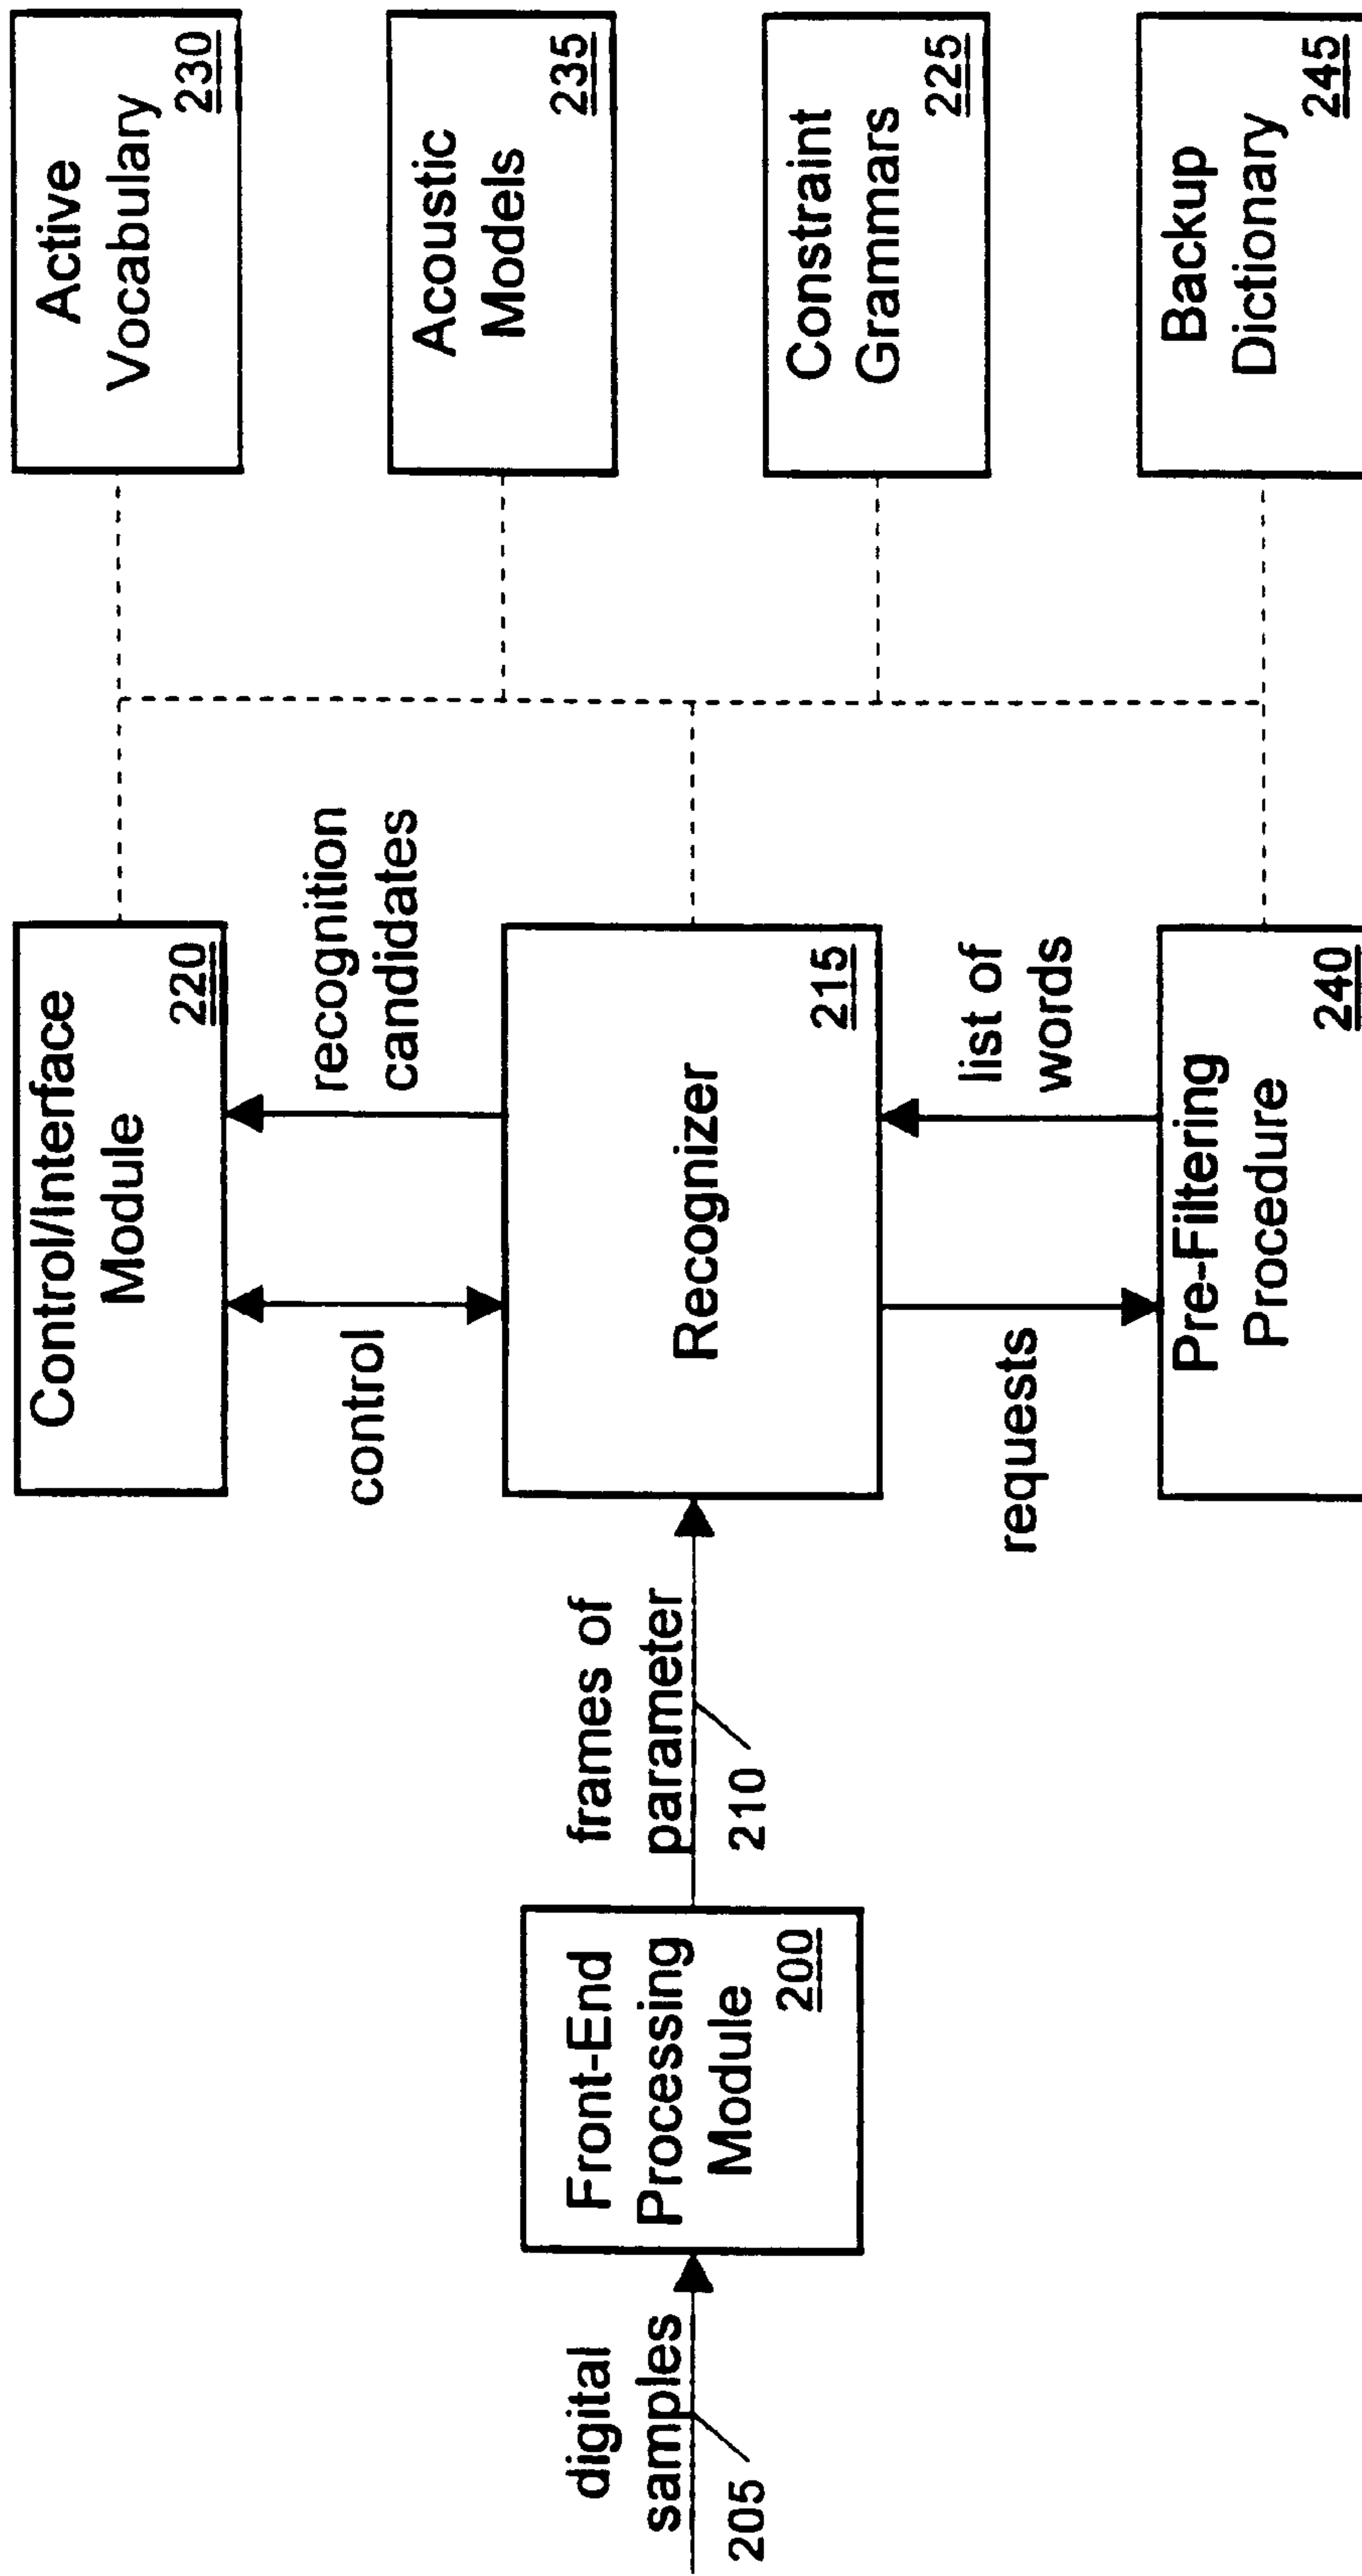 digital
samples
205
Front-End
Processing
Module
200
frames of
parameter
210
Control/Interface
Module
220
control
recognition
candidates
Recognizer
215
requests
list of
words
Pre-Filtering
Procedure
240
Active
Vocabulary
230
Acoustic
Models
235
Constraint
Grammars
225
Backup
Dictionary
245